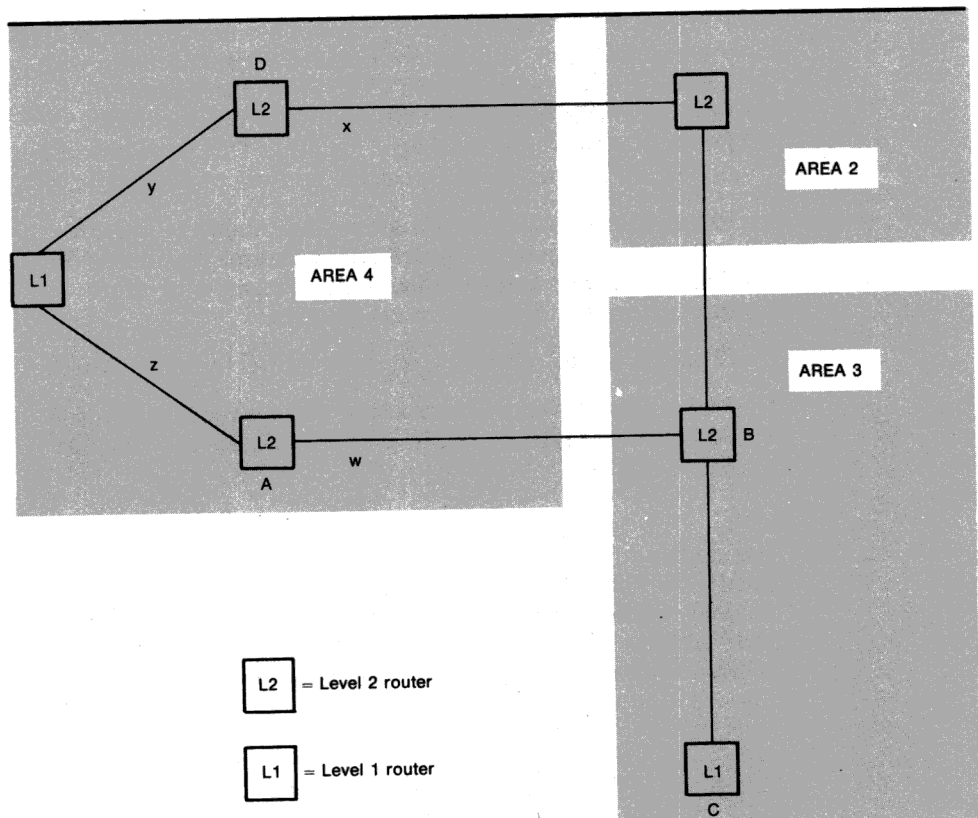 D
L2
L2
x
AREA 2
y
L1
AREA 4
z
AREA 3
L2
L2
B
w
A
L2 = Level 2 router
L1 = Level 1 router
L1
C